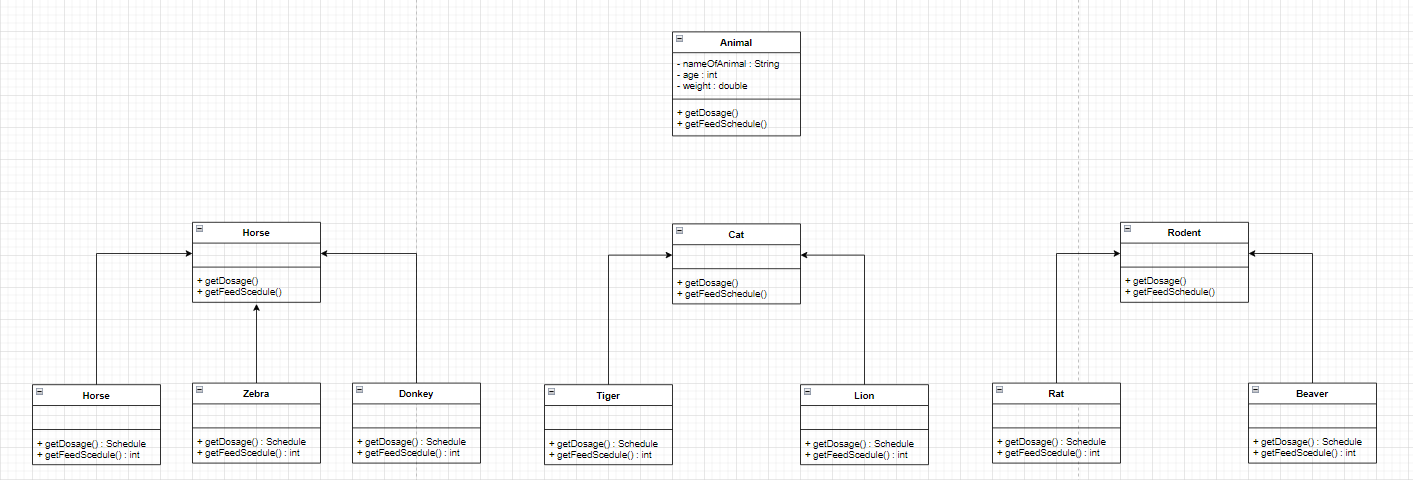 Animal
- nameOfAnimal : String
- age : int
- weight : double
+ getDosage()
+ getFeedSchedule()
Horse
+ getDosage()
+ getFeedScedule()
Cat
+ getDosage()
+ getFeedSchedule()
Rodent
+ getDosage()
+ getFeedSchedule()
Horse
+ getDosage() : Schedule
+ getFeedScedule() : int
Zebra
+ getDosage() : Schedule
+ getFeedScedule() : int
Donkey
+ getDosage() : Schedule
+ getFeedScedule() : int
Tiger
+ getDosage() : Schedule
+ getFeedScedule() : int
Lion
+ getDosage() : Schedule
+ getFeedScedule() : int
Rat
+ getDosage() : Schedule
+ getFeedScedule() : int
Beaver
+ getDosage() : Schedule
+ getFeedScedule() : int